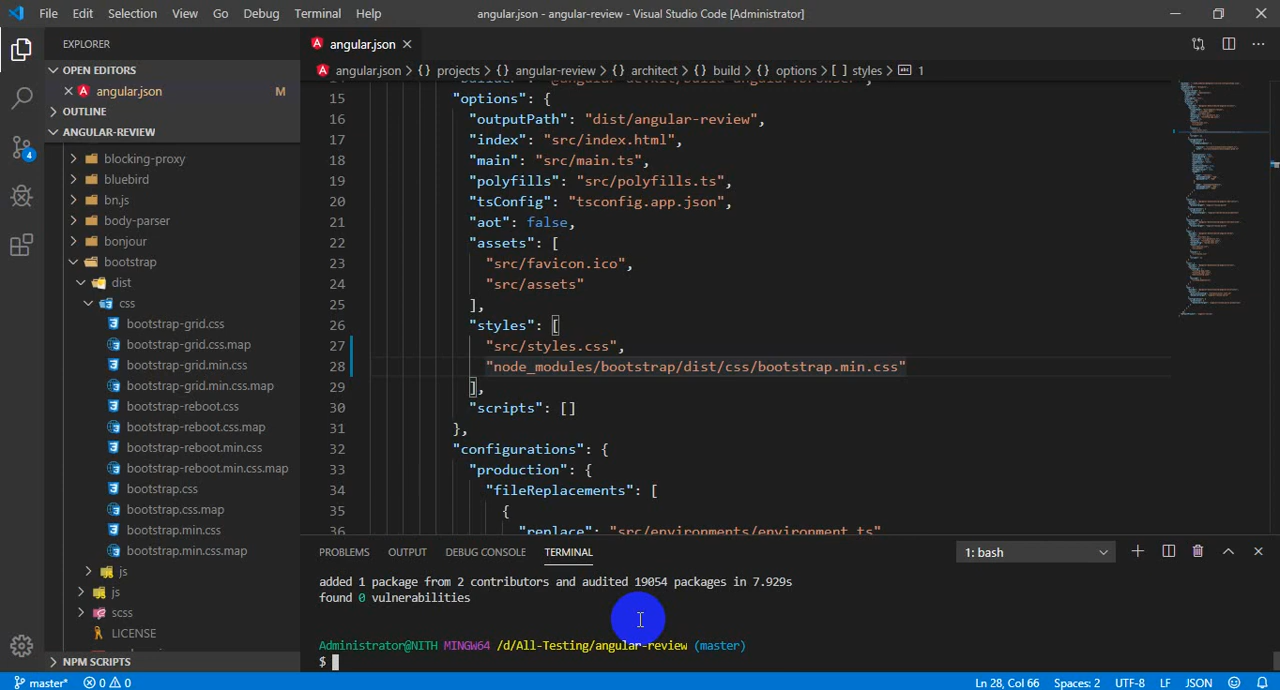 File Edit Selection View Go Debug Terminal Help
angular.json - angular-review - Visual Studio Code [Administrator]
EXPLORER
OPEN EDITORS
angular.json M
OUTLINE
ANGULAR-REVIEW
blocking-proxy
bluebird
bn.js
body-parser
bonjour
bootstrap
dist
css
bootstrap-grid.css
bootstrap-grid.css.map
bootstrap-grid.min.css
bootstrap-grid.min.css.map
bootstrap-reboot.css
bootstrap-reboot.css.map
bootstrap-reboot.min.css
bootstrap-reboot.min.css.map
bootstrap.css
bootstrap.css.map
bootstrap.min.css
bootstrap.min.css.map
js
js
scss
LICENSE
NPM SCRIPTS
4
angular.json
angular.json > {} projects > {} angular-review > {} architect > {} build > {} options > [ ] styles > 1
15 "options": {
16 "outputPath": "dist/angular-review",
17 "index": "src/index.html",
18 "main": "src/main.ts",
19 "polyfills": "src/polyfills.ts",
20 "tsConfig": "tsconfig.app.json",
21 "aot": false,
22 "assets": [
23 "src/favicon.ico",
24 "src/assets"
25 ],
26 "styles": [
27 "src/styles.css",
28 "node_modules/bootstrap/dist/css/bootstrap.min.css"
29 ],
30 "scripts": []
31 },
32 "configurations": {
33 "production": {
34 "fileReplacements": [
35 {
36 "replace": "src/environments/environment.ts"
PROBLEMS OUTPUT DEBUG CONSOLE TERMINAL
1: bash
added 1 package from 2 contributors and audited 19054 packages in 7.929s
found 0 vulnerabilities
Administrator@NITH MINGW64 /d/All-Testing/angular-review (master)
$
master* 0 0 Ln 28, Col 66 Spaces: 2 UTF-8 LF JSON